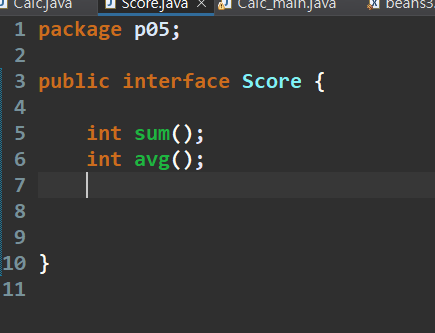 Calc.java Score.java Calc_main.java
1 package p05;
2
3 public interface Score {
4
5 int sum();
6 int avg();
7
8
9
10 }
11